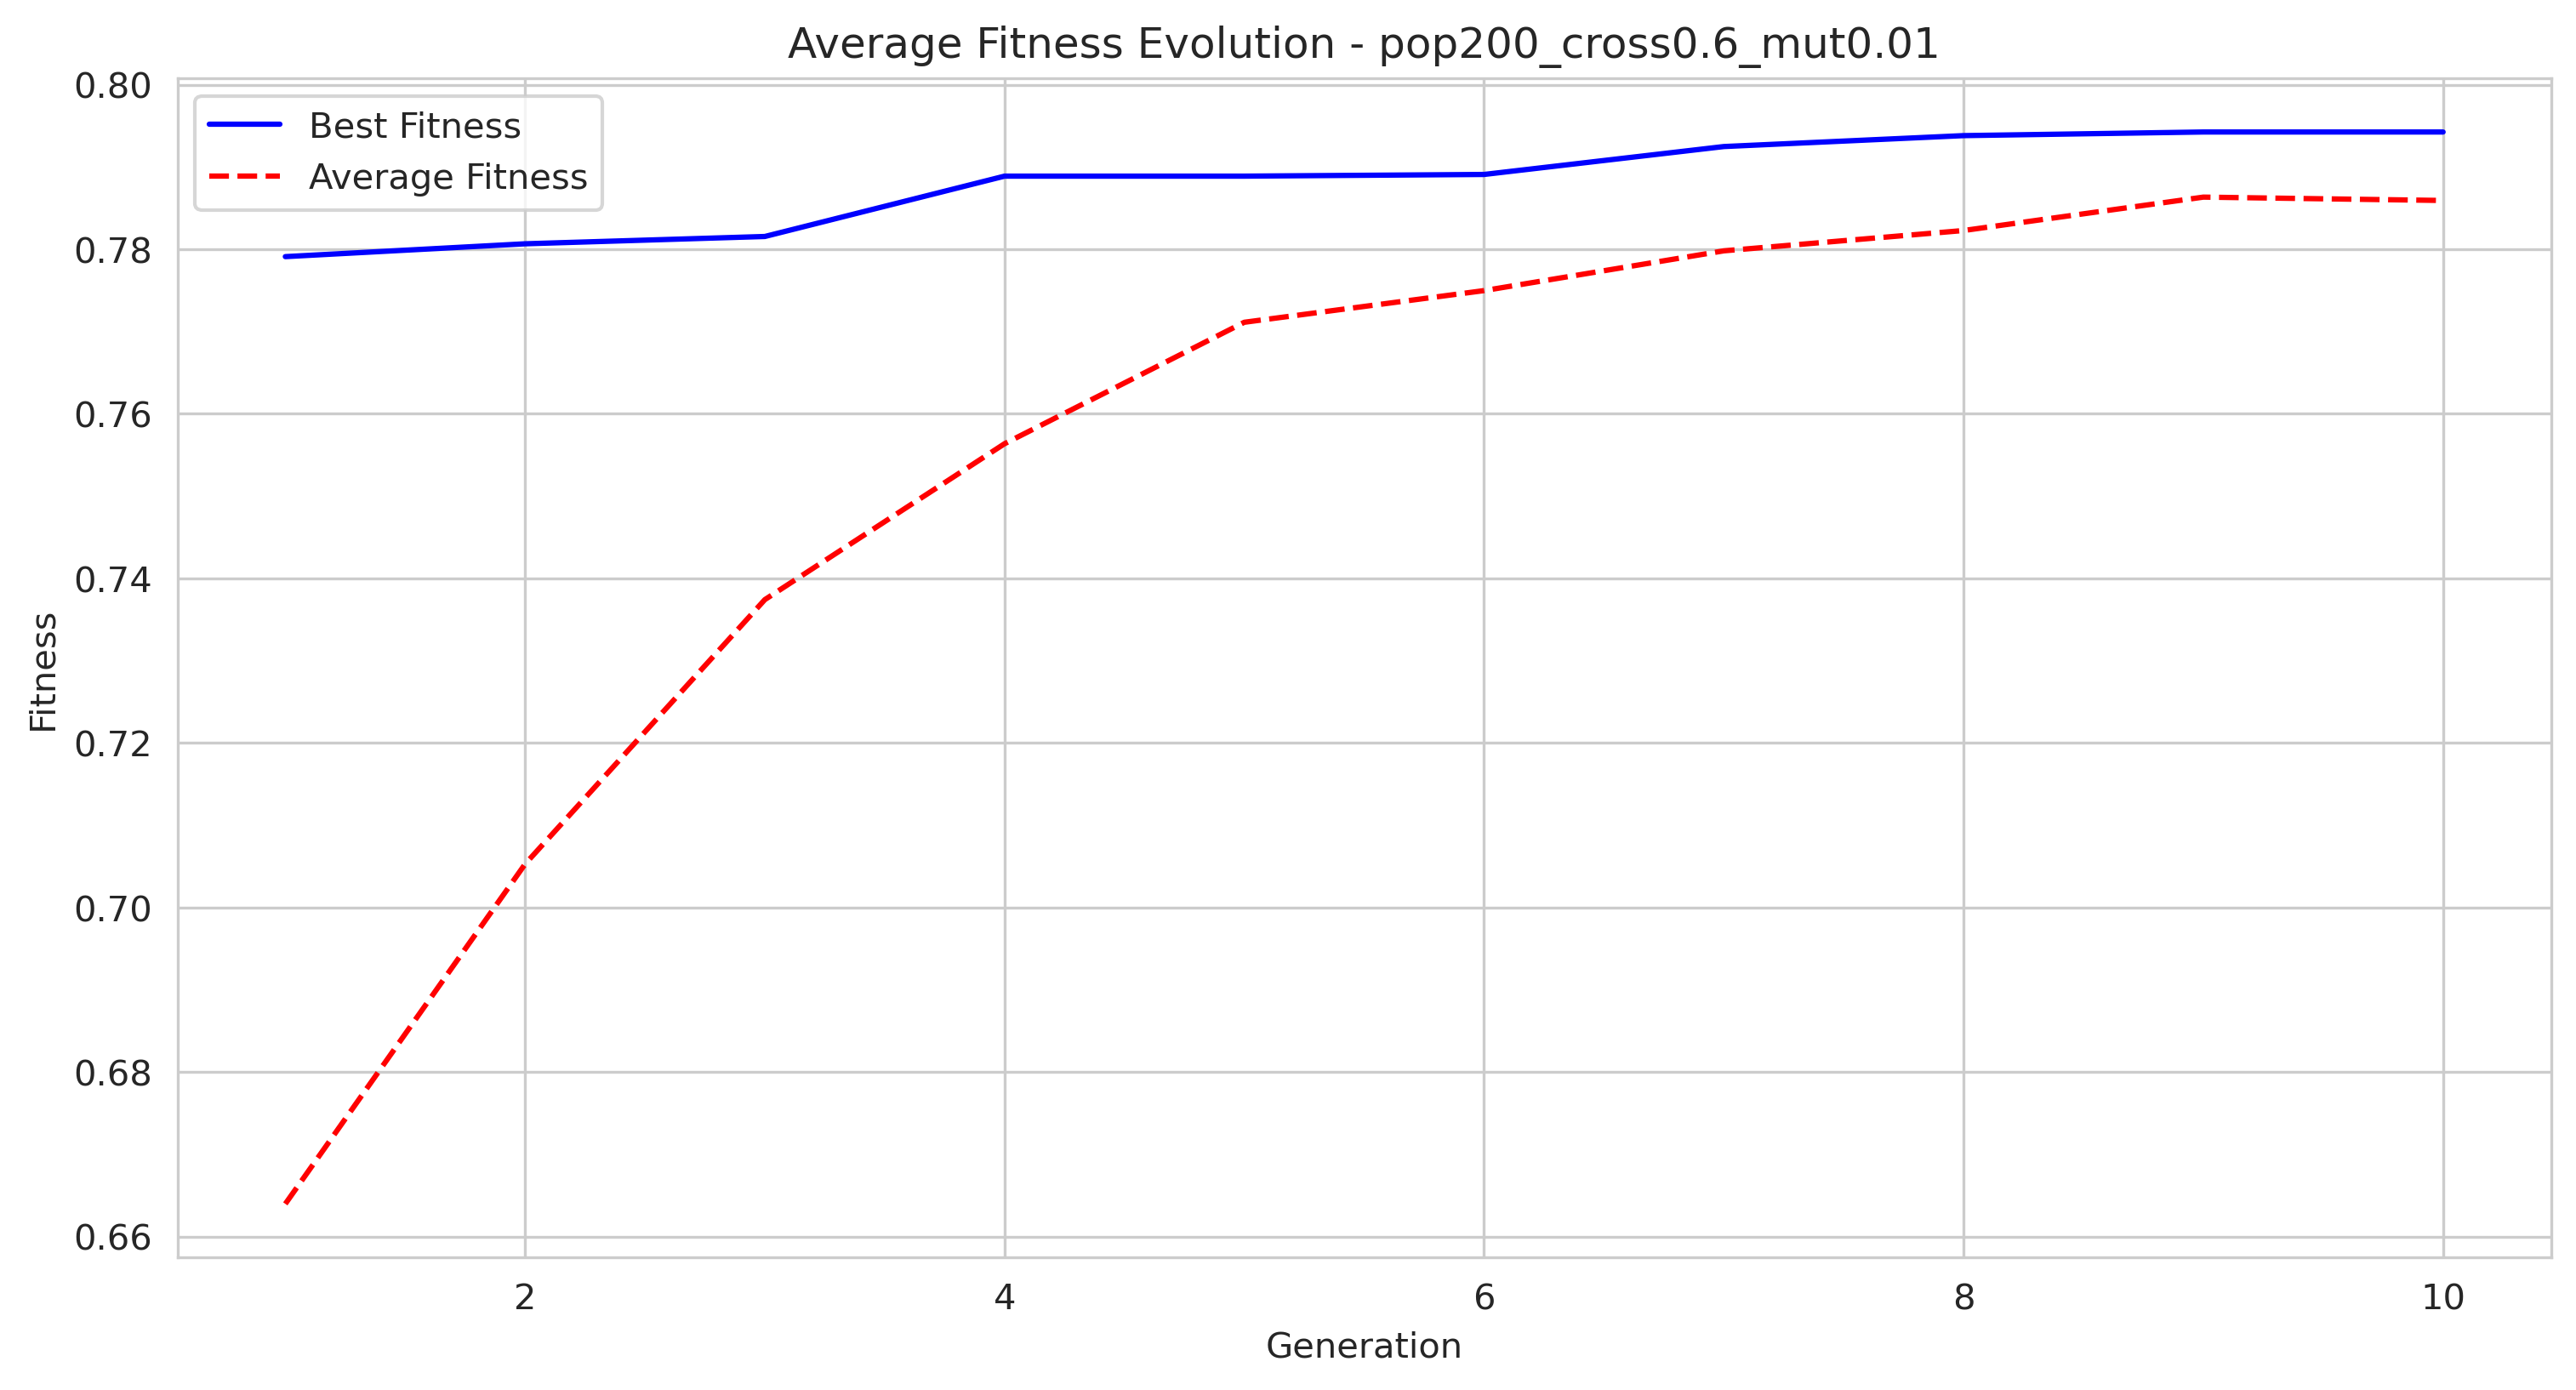 Average Fitness Evolution - pop200_cross0.6_mut0.01
0.80
Best Fitness
Average Fitness
0.78
0.76
0.74
0.72
0.70
0.68
0.66
Fitness
2 4 6 8 10
Generation